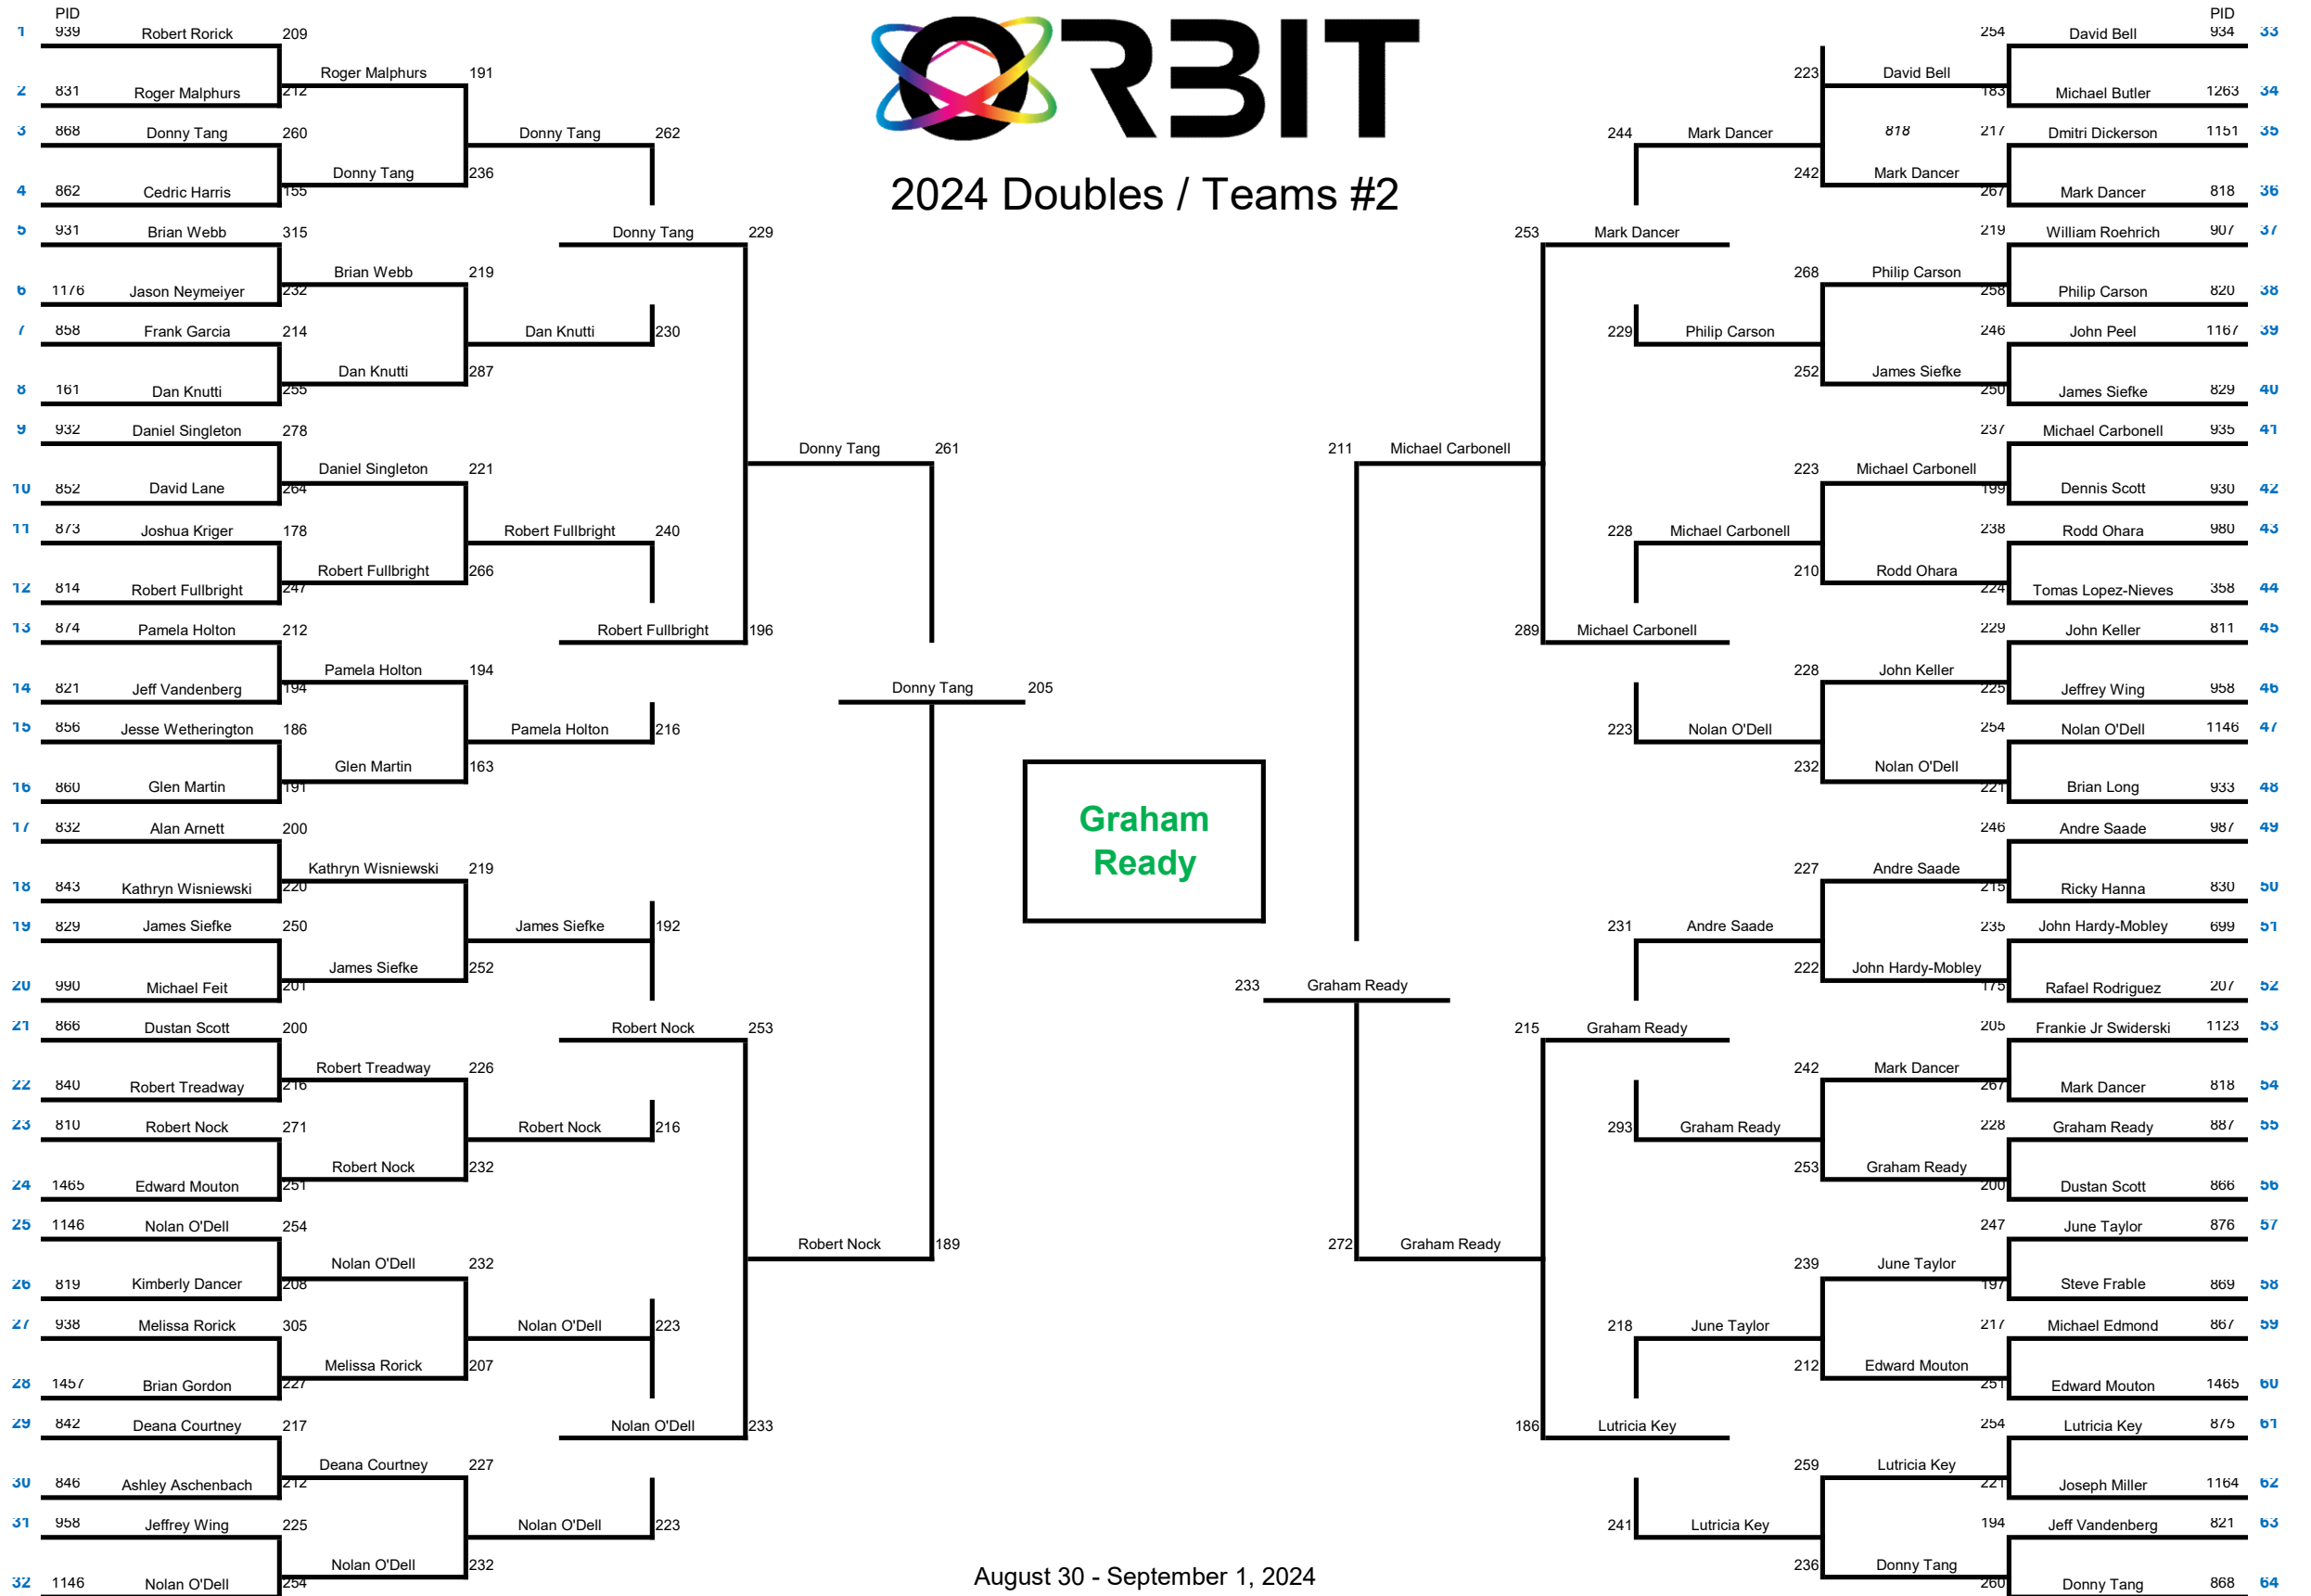 PID PID
1 939 Robert Rorick 209 254 David Bell 934 33
ORBIT
Roger Malphurs 191 223 David Bell
2 831 Roger Malphurs 212 183 Michael Butler 1263 34
3 868 Donny Tang 260 Donny Tang 262 244 Mark Dancer 818 217 Dmitri Dickerson 1151 35
Donny Tang 236 242 Mark Dancer
4 862 Cedric Harris 155 2024 Doubles / Teams #2 267 Mark Dancer 818 36
5 931 Brian Webb 315 Donny Tang 229 253 Mark Dancer 219 William Roehrich 907 37
Brian Webb 219 268 Philip Carson
6 1176 Jason Neymeiyer 232 258 Philip Carson 820 38
7 858 Frank Garcia 214 Dan Knutti 230 229 Philip Carson 246 John Peel 1167 39
Dan Knutti 287 252 James Siefke
8 161 Dan Knutti 255 250 James Siefke 829 40
9 932 Daniel Singleton 278 237 Michael Carbonell 935 41
Donny Tang 261 211 Michael Carbonell
Daniel Singleton 221 223 Michael Carbonell
10 852 David Lane 264 199 Dennis Scott 930 42
11 873 Joshua Kriger 178 Robert Fullbright 240 228 Michael Carbonell 238 Rodd Ohara 980 43
Robert Fullbright 266 210 Rodd Ohara
12 814 Robert Fullbright 247 224 Tomas Lopez-Nieves 358 44
13 874 Pamela Holton 212 Robert Fullbright 196 289 Michael Carbonell 229 John Keller 811 45
Pamela Holton 194 228 John Keller
14 821 Jeff Vandenberg 194 Donny Tang 205 225 Jeffrey Wing 958 46
15 856 Jesse Wetherington 186 Pamela Holton 216 223 Nolan O'Dell 254 Nolan O'Dell 1146 47
Glen Martin 163 232 Nolan O'Dell
16 860 Glen Martin 191 221 Brian Long 933 48
Graham
17 832 Alan Arnett 200 246 Andre Saade 987 49
Ready
Kathryn Wisniewski 219 227 Andre Saade
18 843 Kathryn Wisniewski 220 215 Ricky Hanna 830 50
19 829 James Siefke 250 James Siefke 192 231 Andre Saade 235 John Hardy-Mobley 699 51
James Siefke 252 222 John Hardy-Mobley
20 990 Michael Feit 201 233 Graham Ready 175 Rafael Rodriguez 207 52
21 866 Dustan Scott 200 Robert Nock 253 215 Graham Ready 205 Frankie Jr Swiderski 1123 53
Robert Treadway 226 242 Mark Dancer
22 840 Robert Treadway 216 267 Mark Dancer 818 54
23 810 Robert Nock 271 Robert Nock 216 293 Graham Ready 228 Graham Ready 887 55
Robert Nock 232 253 Graham Ready
24 1465 Edward Mouton 251 200 Dustan Scott 866 56
25 1146 Nolan O'Dell 254 247 June Taylor 876 57
Robert Nock 189 272 Graham Ready
Nolan O'Dell 232 239 June Taylor
26 819 Kimberly Dancer 208 197 Steve Frable 869 58
27 938 Melissa Rorick 305 Nolan O'Dell 223 218 June Taylor 217 Michael Edmond 867 59
Melissa Rorick 207 212 Edward Mouton
28 1457 Brian Gordon 227 251 Edward Mouton 1465 60
29 842 Deana Courtney 217 Nolan O'Dell 233 186 Lutricia Key 254 Lutricia Key 875 61
Deana Courtney 227 259 Lutricia Key
30 846 Ashley Aschenbach 212 221 Joseph Miller 1164 62
31 958 Jeffrey Wing 225 Nolan O'Dell 223 241 Lutricia Key 194 Jeff Vandenberg 821 63
Nolan O'Dell 232 236 Donny Tang
August 30 - September 1, 2024
32 1146 Nolan O'Dell 254 260 Donny Tang 868 64